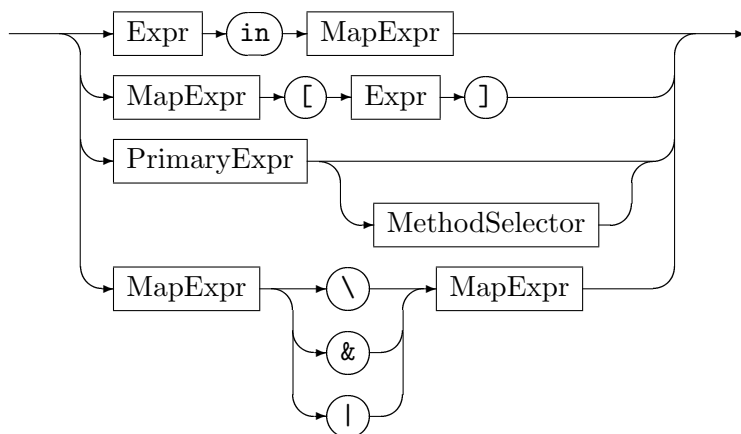 Expr in MapExpr
MapExpr [ Expr ]
PrimaryExpr
MethodSelector
MapExpr \ MapExpr
&
|